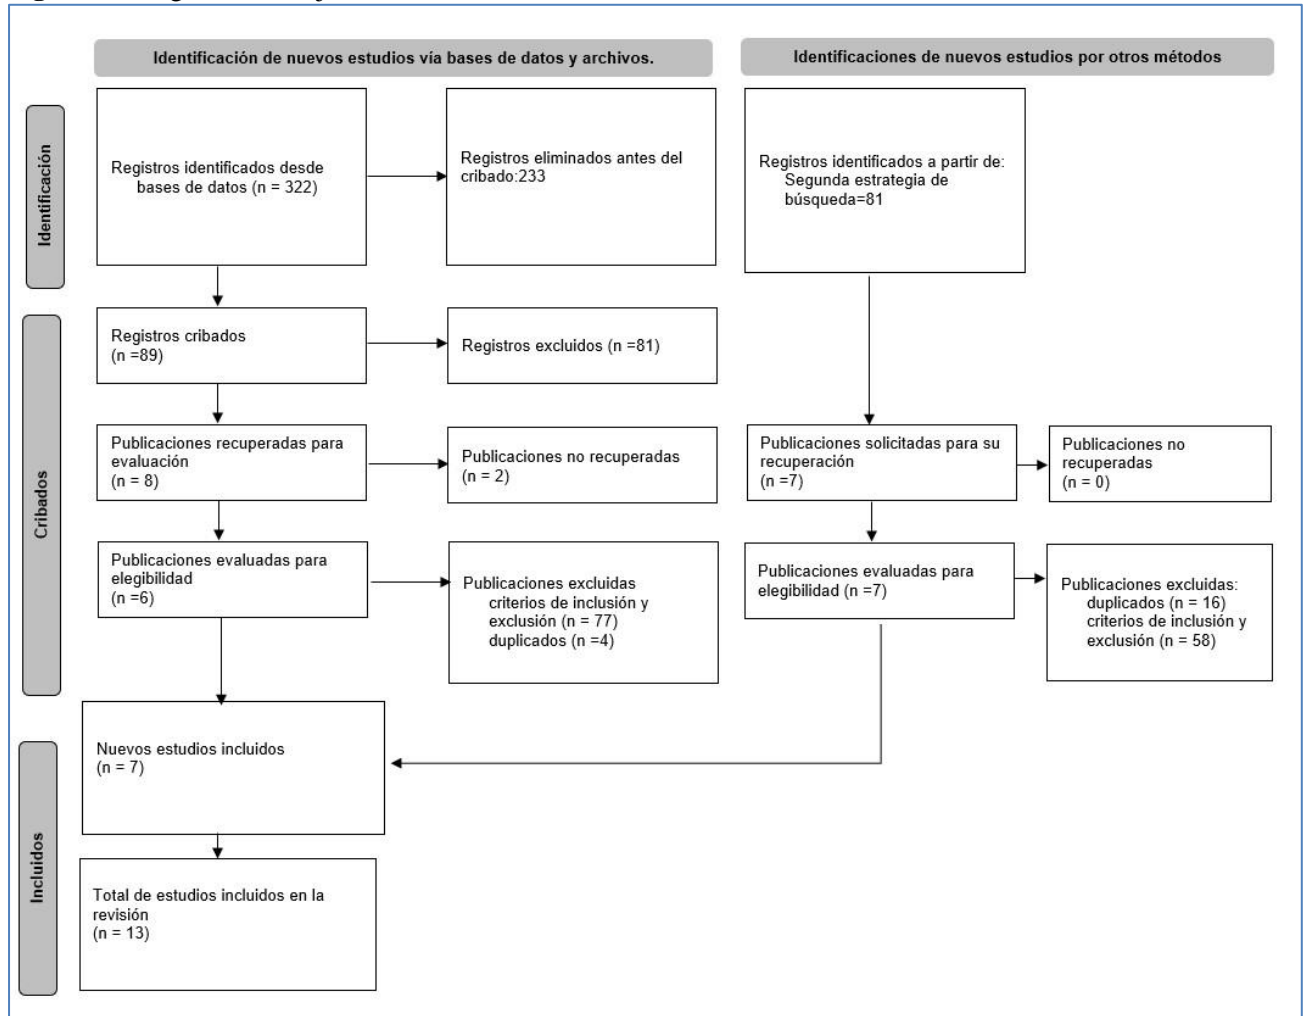 Identificación de nuevos estudios vía bases de datos y archivos.
Identificaciones de nuevos estudios por otros métodos
Identificación
Registros identificados desde
bases de datos (n = 322)
Registros eliminados antes del
cribado:233
Registros identificados a partir de:
Segunda estrategia de
búsqueda=81
Cribados
Registros cribados
(n =89)
Registros excluidos (n =81)
Publicaciones recuperadas para
evaluación
(n = 8)
Publicaciones no recuperadas
(n = 2)
Publicaciones solicitadas para su
recuperación
(n =7)
Publicaciones no
recuperadas
(n = 0)
Publicaciones evaluadas para
elegibilidad
(n =6)
Publicaciones excluidas
criterios de inclusión y
exclusión (n = 77)
duplicados (n =4)
Publicaciones evaluadas para
elegibilidad (n =7)
Publicaciones excluidas:
duplicados (n = 16)
criterios de inclusión y
exclusión (n = 58)
Incluidos
Nuevos estudios incluidos
(n = 7)
Total de estudios incluidos en la
revisión
(n = 13)